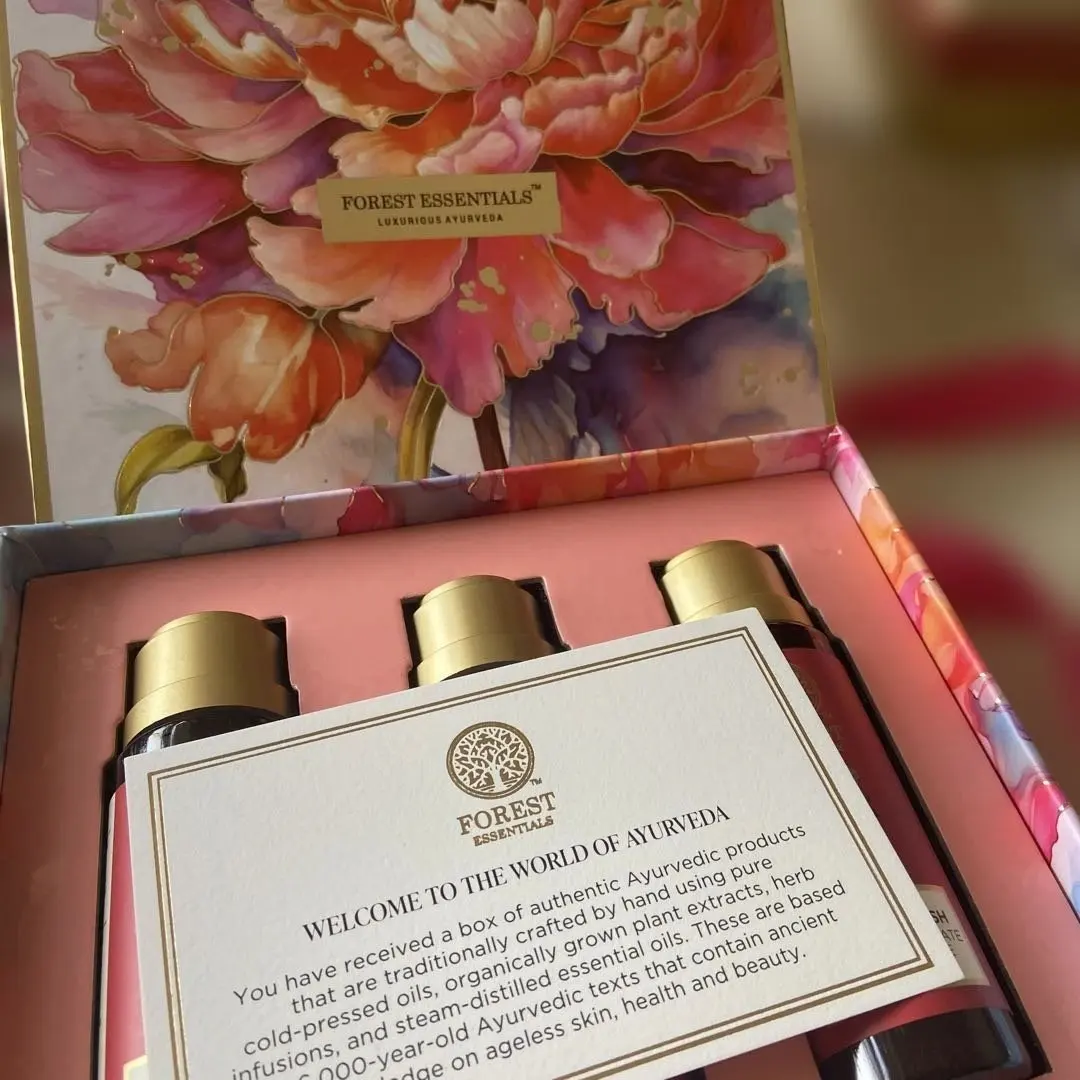 FOREST ESSENTIALS™
LUXURIOUS AYURVEDA
™
FOREST
ESSENTIALS
WELCOME TO THE WORLD OF AYURVEDA
You have received a box of authentic Ayurvedic products
that are traditionally crafted by hand using pure
cold-pressed oils, organically grown plant extracts, herb
infusions, and steam-distilled essential oils. These are based
000-year-old Ayurvedic texts that contain ancient
on ageless skin, health and beauty.